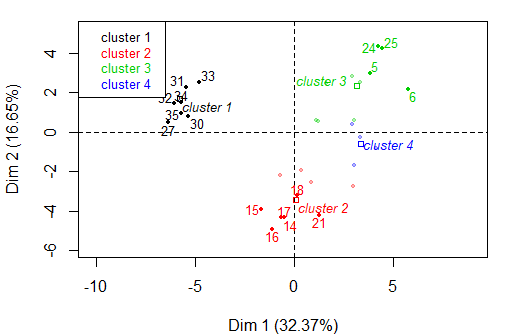 cluster 1
cluster 2
cluster 3
cluster 4
24 25
5
6
cluster 3
33
31
34
32
cluster 1
35
30
27
cluster 4
18
cluster 2
15
17
14
21
16
4
2
0
-2
-4
-6
Dim 2 (16.65%)
-10 -5 0 5
Dim 1 (32.37%)